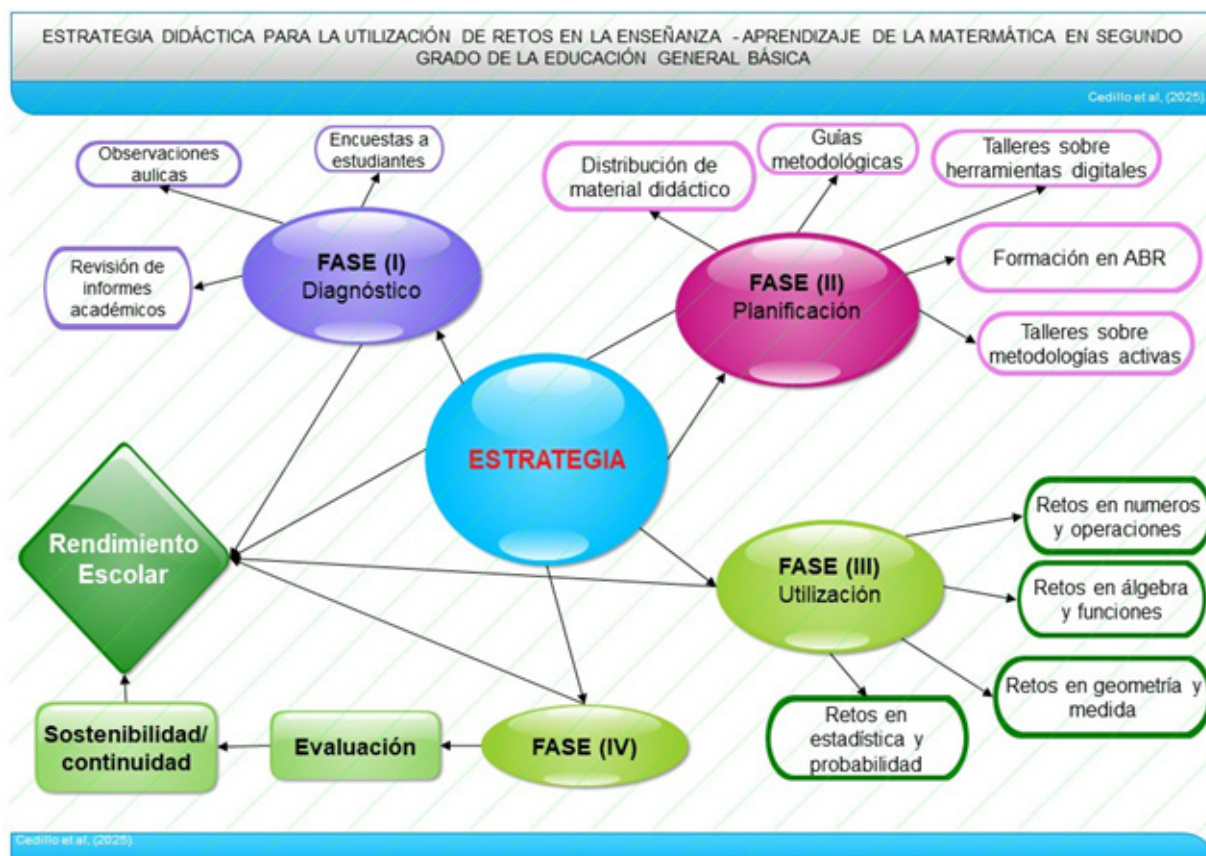 ESTRATEGIA DIDÁCTICA PARA LA UTILIZACIÓN DE RETOS EN LA ENSEÑANZA - APRENDIZAJE DE LA MATERMÁTICA EN SEGUNDO
GRADO DE LA EDUCACIÓN GENERAL BÁSICA
Cedillo et al, (2025).
Observaciones
aulicas
Encuestas a
estudiantes
Revisión de
informes
académicos
FASE (I)
Diagnóstico
Distribución de
material didáctico
Guías
metodológicas
Talleres sobre
herramientas digitales
Formación en ABR
Talleres sobre
metodologías activas
FASE (II)
Planificación
ESTRATEGIA
Rendimiento
Escolar
FASE (III)
Utilización
Retos en numeros
y operaciones
Retos en álgebra
y funciones
Retos en geometría y
medida
Retos en
estadística y
probabilidad
FASE (IV)
Evaluación
Sostenibilidad/
continuidad
Cedillo et al, (2025).